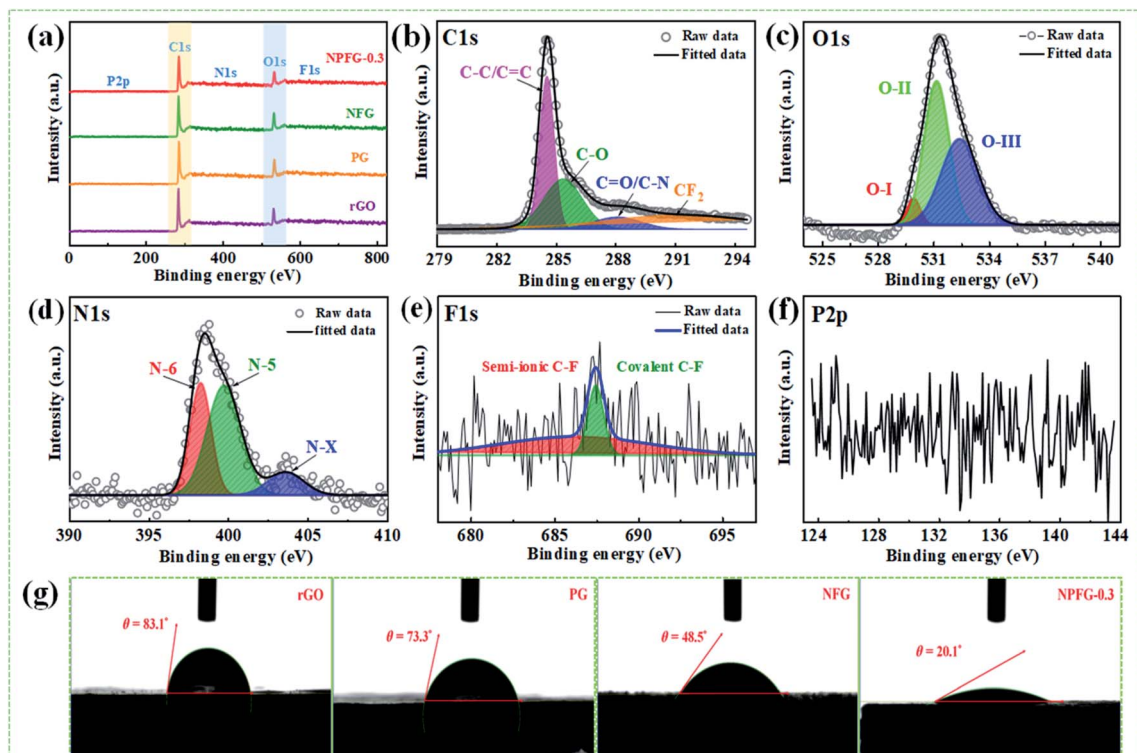 (a)
C1s
O1s
NPFG-0.3
P2p
N1s
F1s
NFG
PG
rGO
Intensity (a.u.)
0 200 400 600 800
Binding energy (eV)
(b) C1s
Raw data
Fitted data
C-C/C=C
C-O
C=O/C-N
CF₂
Intensity (a.u.)
279 282 285 288 291 294
Binding energy (eV)
(c) O1s
Raw data
Fitted data
O-II
O-III
O-I
Intensity (a.u.)
525 528 531 534 537 540
Binding energy (eV)
(d) N1s
Raw data
fitted data
N-6
N-5
N-X
Intensity (a.u.)
390 395 400 405 410
Binding energy (eV)
(e) F1s
Raw data
Fitted data
Semi-ionic C-F
Covalent C-F
Intensity (a.u.)
680 685 690 695
Binding energy (eV)
(f) P2p
Intensity (a.u.)
124 128 132 136 140 144
Binding energy (eV)
(g)
rGO
θ = 83.1°
PG
θ = 73.3°
NFG
θ = 48.5°
NPFG-0.3
θ = 20.1°